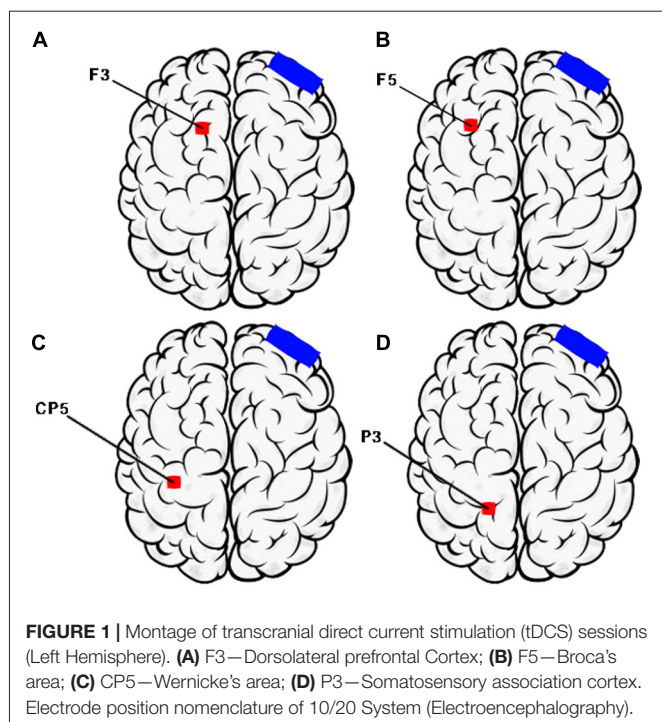 A
B
F3
F5
C
D
CP5
P3
FIGURE 1 | Montage of transcranial direct current stimulation (tDCS) sessions
(Left Hemisphere). (A) F3—Dorsolateral prefrontal Cortex; (B) F5—Broca’s
area; (C) CP5—Wernicke’s area; (D) P3—Somatosensory association cortex.
Electrode position nomenclature of 10/20 System (Electroencephalography).